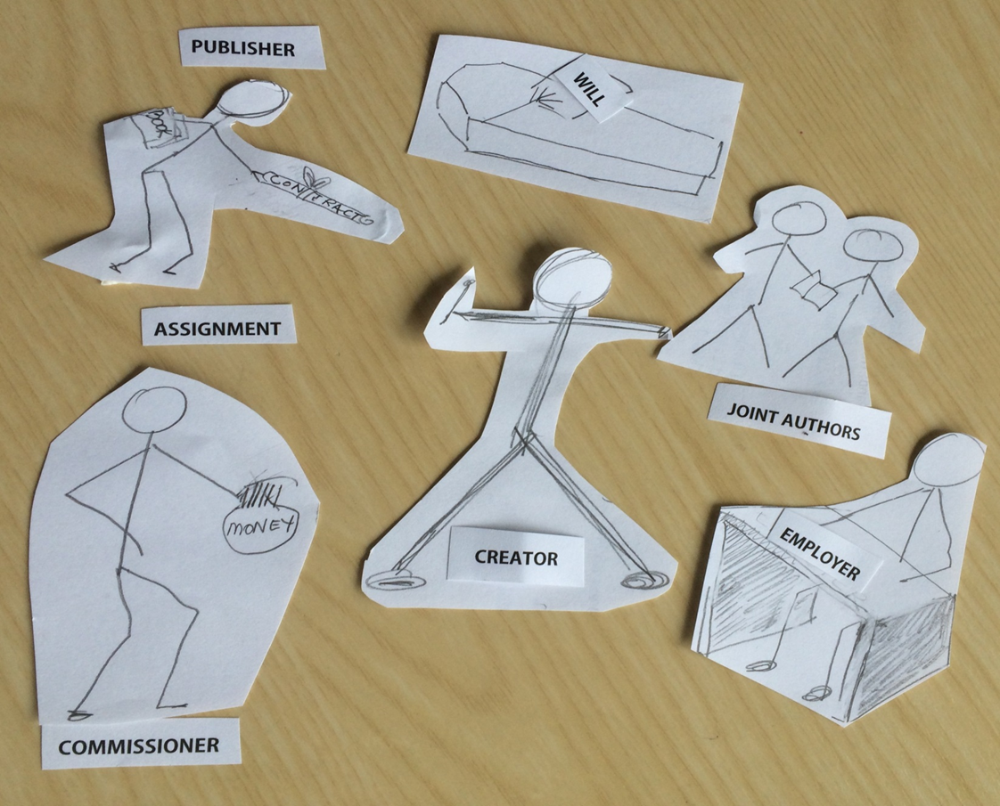 PUBLISHER
WILL
BOOK
CONTRACT
ASSIGNMENT
JOINT AUTHORS
MONEY
CREATOR
EMPLOYER
COMMISSIONER